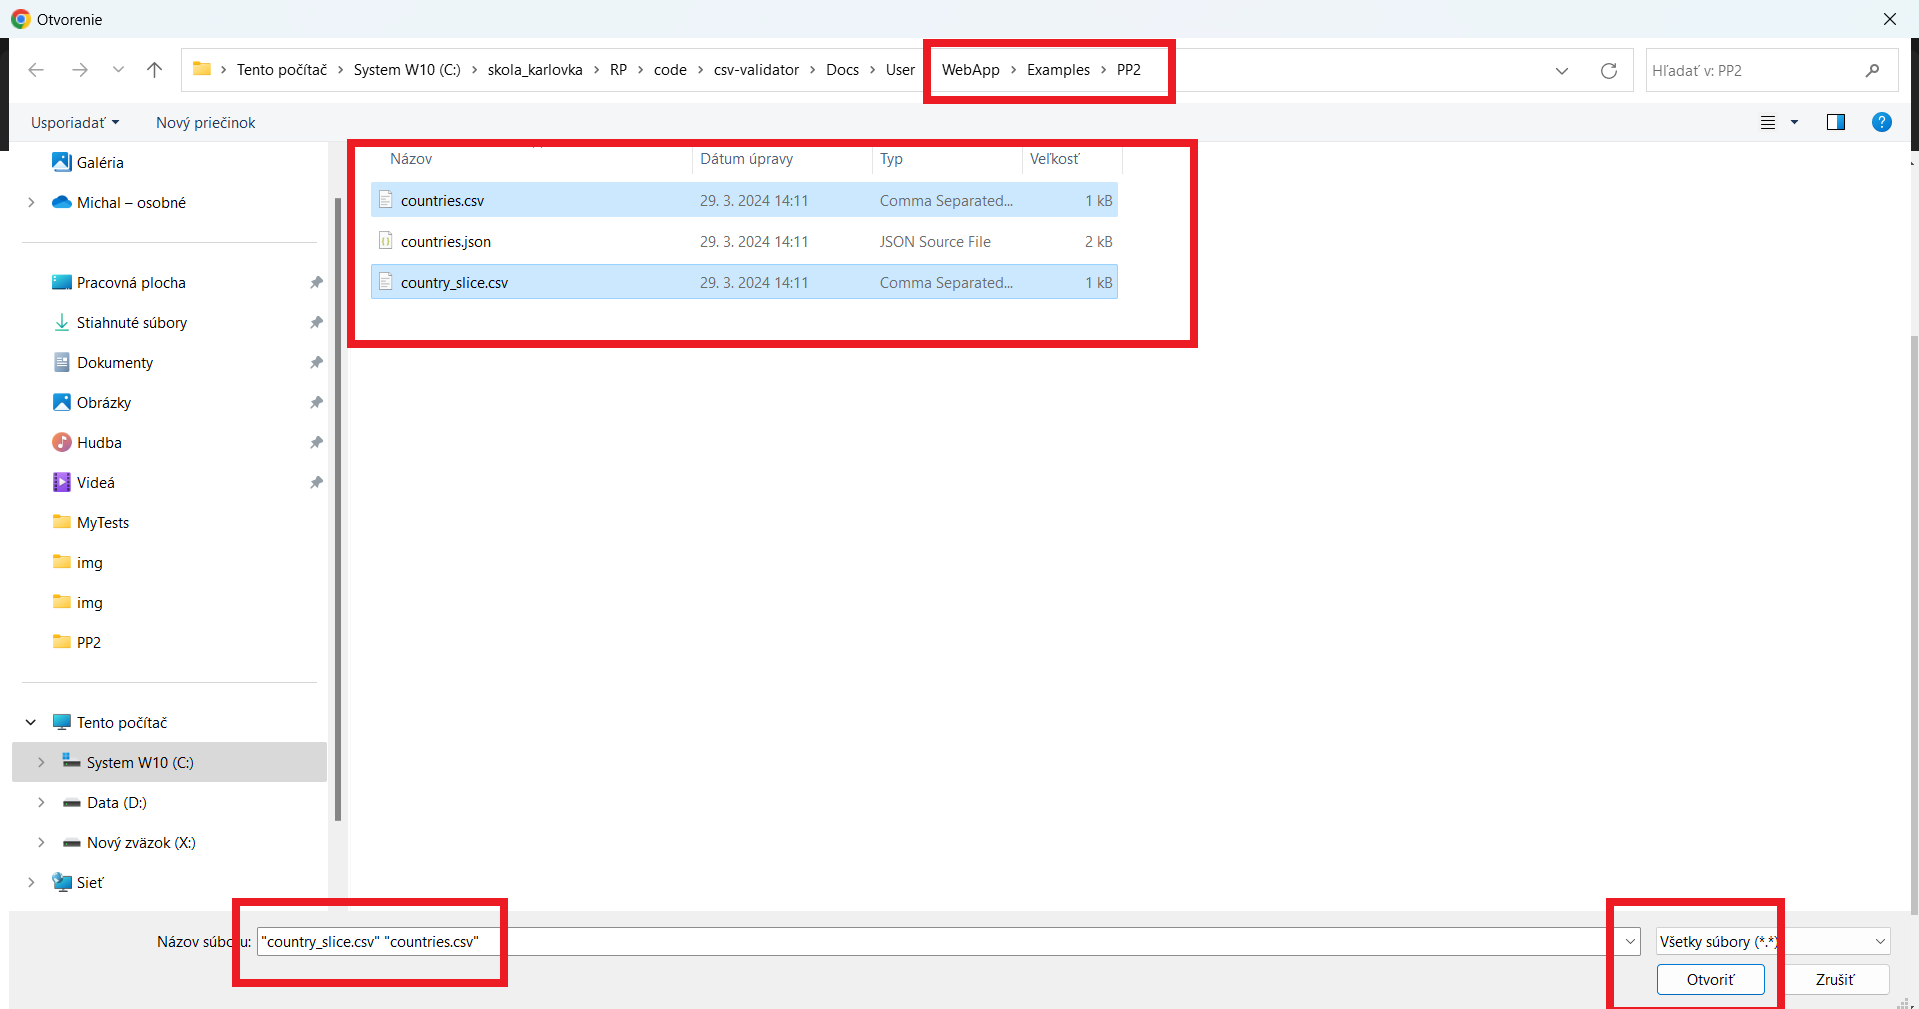 Otvorenie
Tento počítač System W10 (C:) skola_karlovka RP code csv-validator Docs User WebApp Examples PP2
Hľadať v: PP2
Usporiadať Nový priečinok
?
Galéria
Michal – osobné
Pracovná plocha
Stiahnuté súbory
Dokumenty
Obrázky
Hudba
Videá
MyTests
img
img
PP2
Tento počítač
System W10 (C:)
Data (D:)
Nový zväzok (X:)
Sieť
Názov Dátum úpravy Typ Veľkosť
countries.csv 29. 3. 2024 14:11 Comma Separated... 1 kB
countries.json 29. 3. 2024 14:11 JSON Source File 2 kB
country_slice.csv 29. 3. 2024 14:11 Comma Separated... 1 kB
Názov súboru: "country_slice.csv" "countries.csv"
Všetky súbory (*.*)
Otvoriť Zrušiť